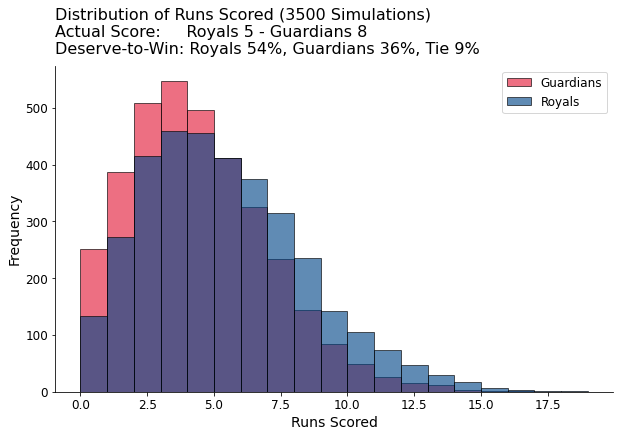 Distribution of Runs Scored (3500 Simulations)
Actual Score:     Royals 5 - Guardians 8
Deserve-to-Win: Royals 54%, Guardians 36%, Tie 9%
Guardians
Royals
Frequency
500
400
300
200
100
0
0.0 2.5 5.0 7.5 10.0 12.5 15.0 17.5
Runs Scored